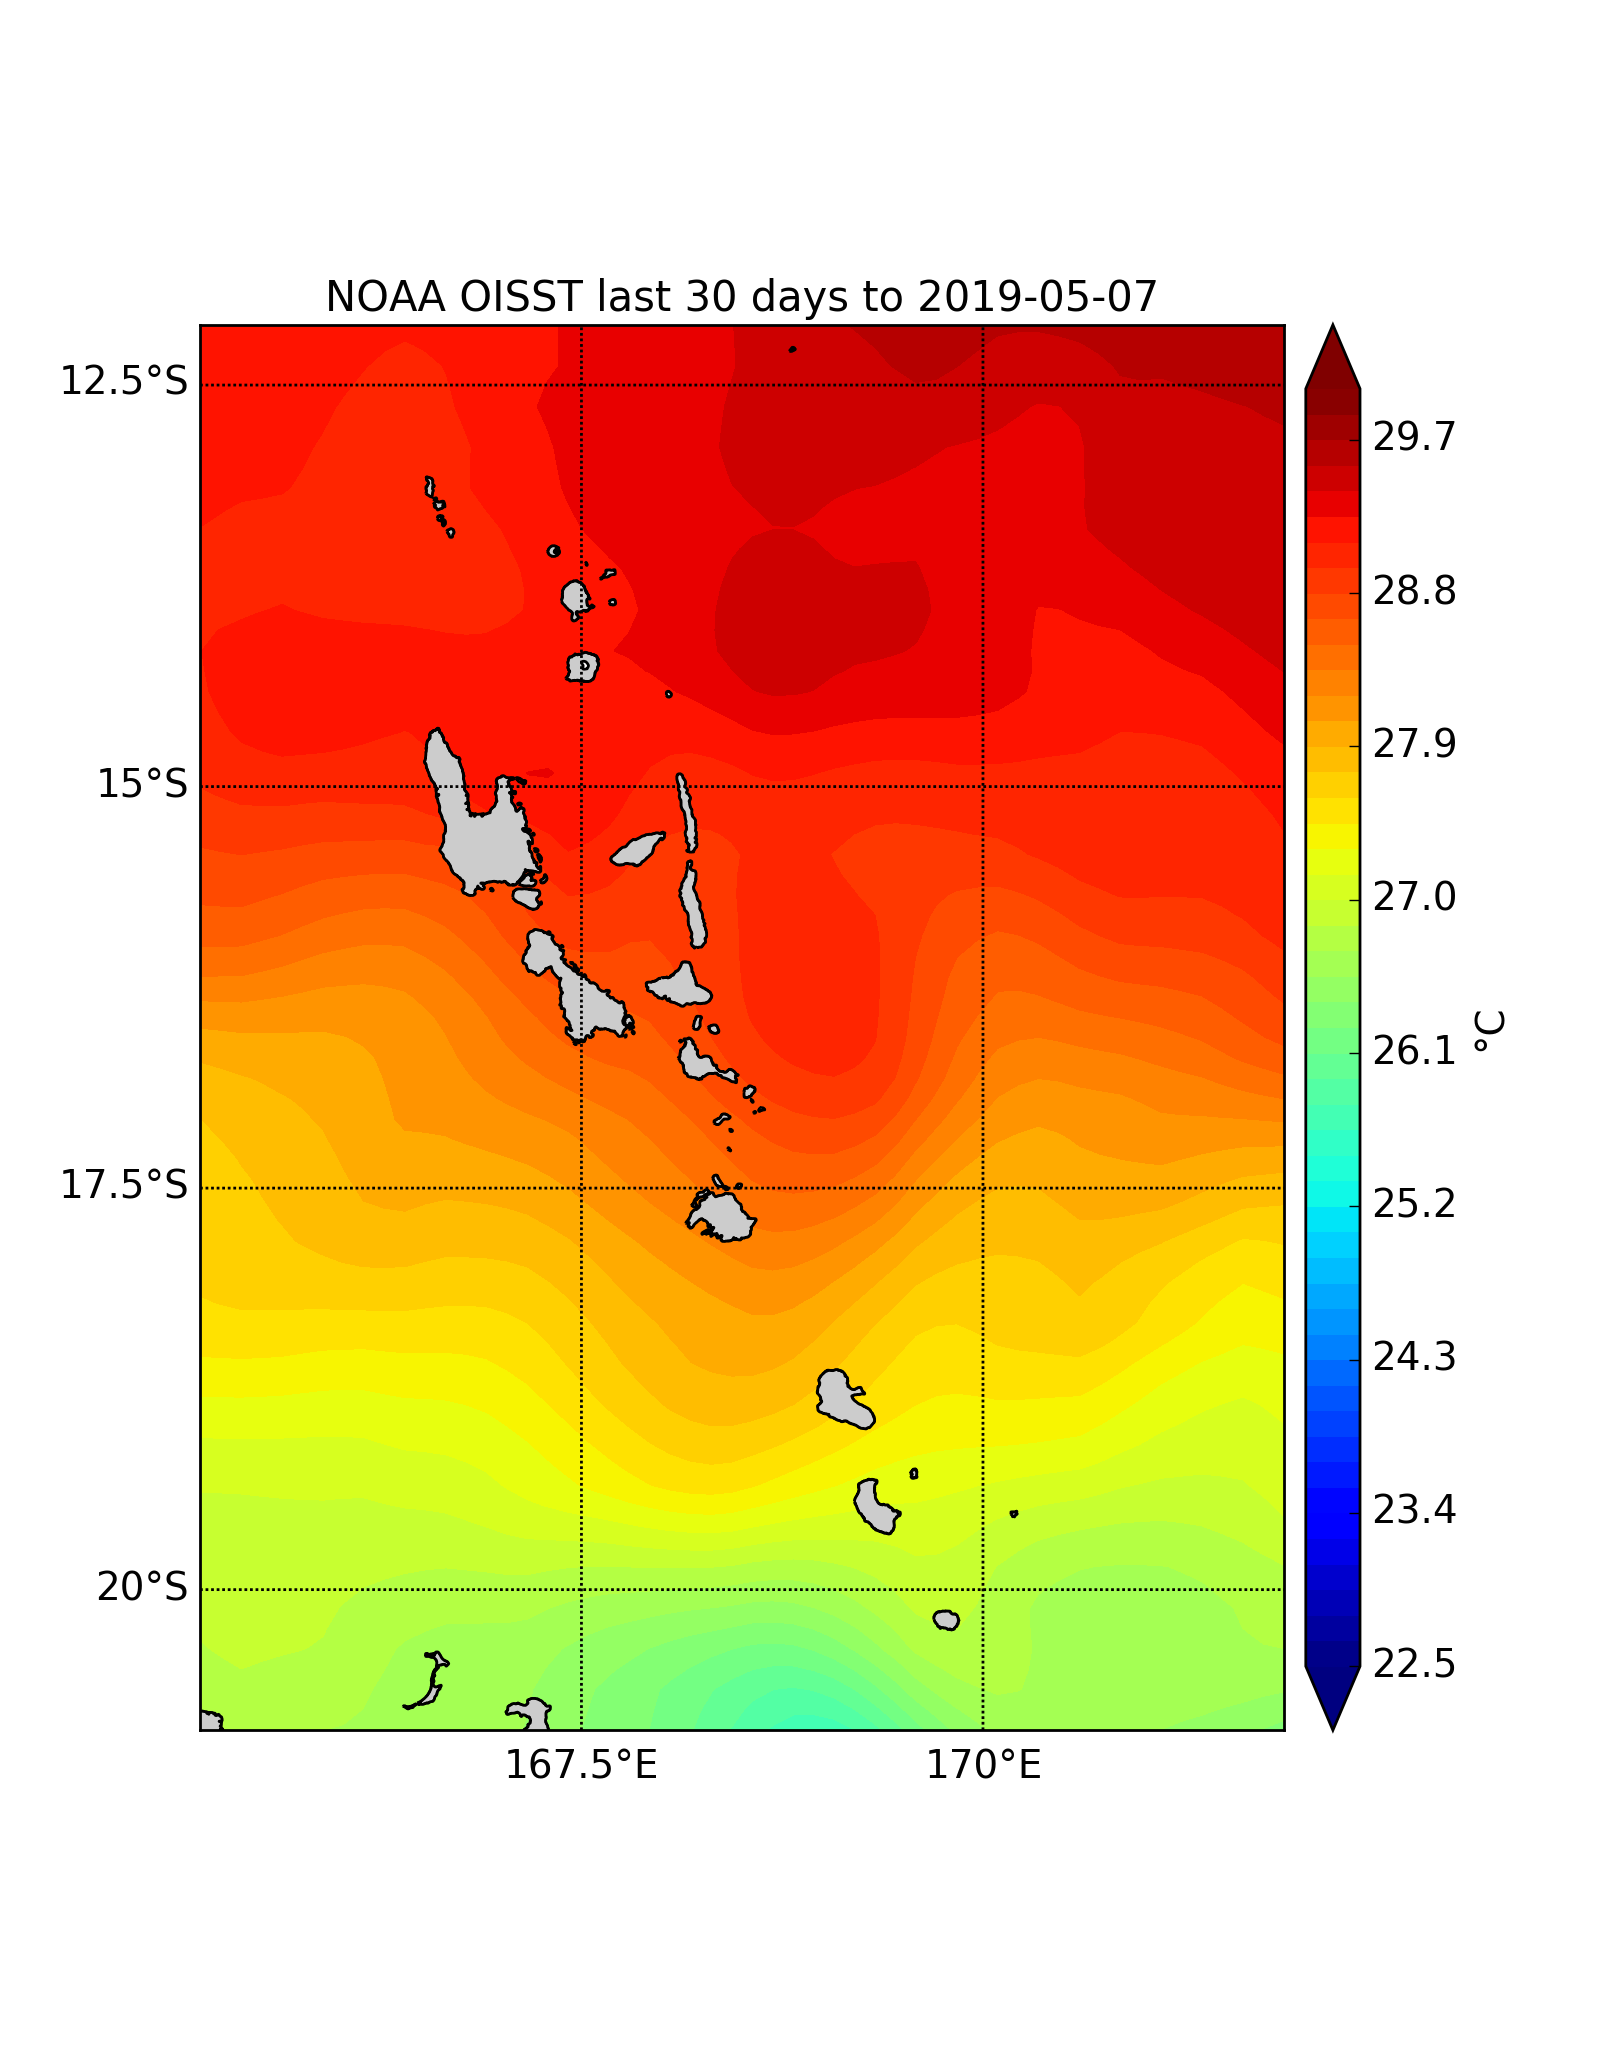 NOAA OISST last 30 days to 2019-05-07
12.5°S
15°S
17.5°S
20°S
167.5°E
170°E
29.7
28.8
27.9
27.0
26.1
25.2
24.3
23.4
22.5
°C